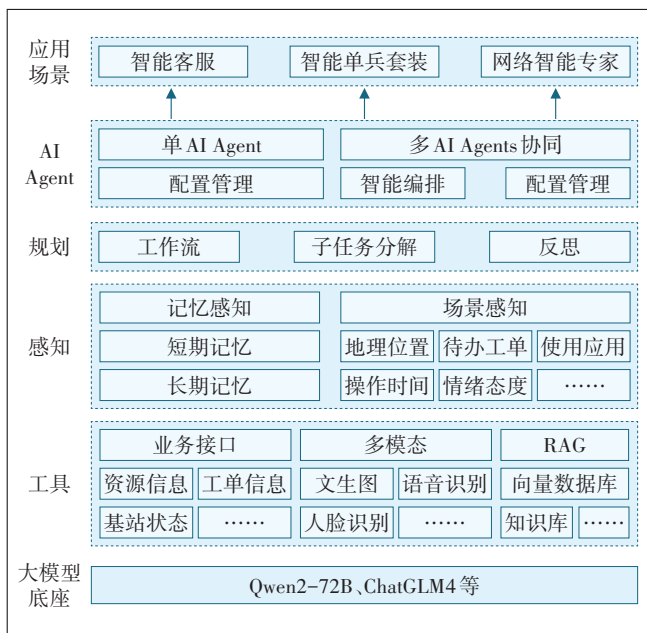 应用
场景
智能客服
智能单兵套装
网络智能专家
AI
Agent
单AI Agent
多AI Agents协同
配置管理
智能编排
配置管理
规划
工作流
子任务分解
反思
感知
记忆感知
场景感知
短期记忆
地理位置
待办工单
使用应用
长期记忆
操作时间
情绪态度
……
工具
业务接口
多模态
RAG
资源信息
工单信息
文生图
语音识别
向量数据库
基站状态
……
人脸识别
……
知识库
……
大模型
底座
Qwen2-72B、ChatGLM4等